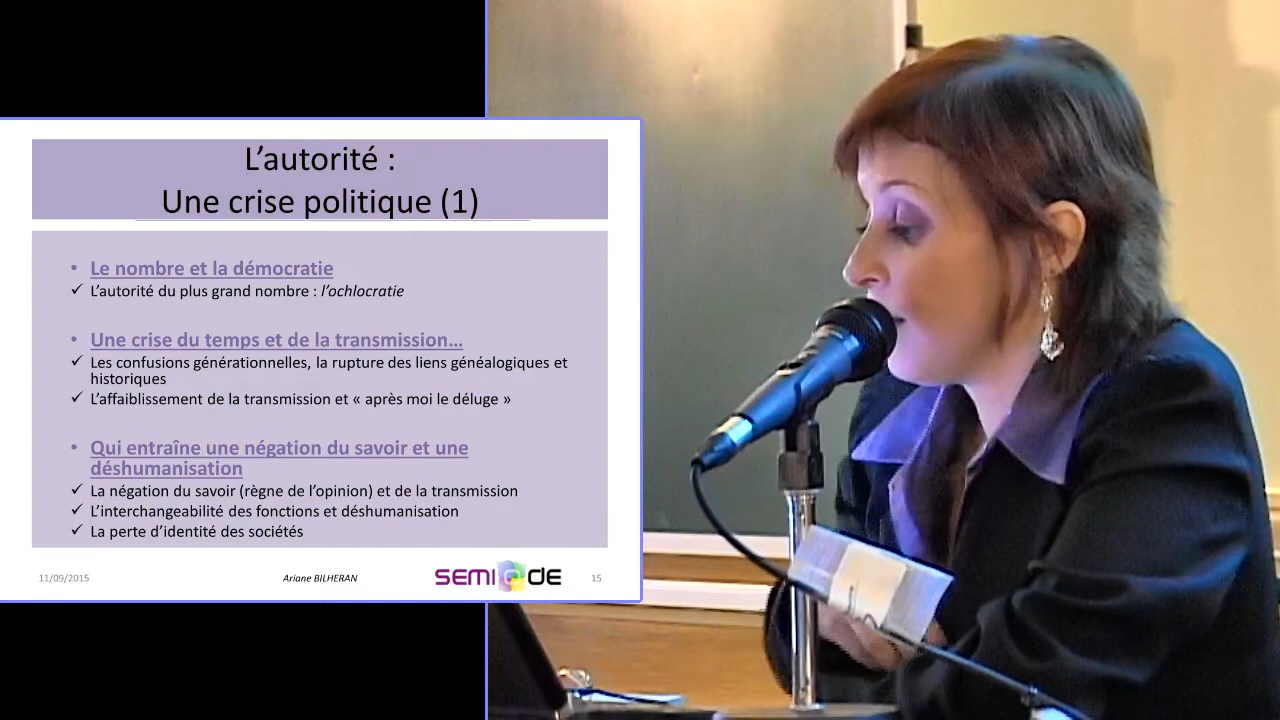 L’autorité :
Une crise politique (1)
• Le nombre et la démocratie
✓ L’autorité du plus grand nombre : l’ochlocratie
• Une crise du temps et de la transmission…
✓ Les confusions générationnelles, la rupture des liens généalogiques et
historiques
✓ L’affaiblissement de la transmission et « après moi le déluge »
• Qui entraîne une négation du savoir et une
déshumanisation
✓ La négation du savoir (règne de l’opinion) et de la transmission
✓ L’interchangeabilité des fonctions et déshumanisation
✓ La perte d’identité des sociétés
11/09/2015 Ariane BILHERAN SEMIODE 15